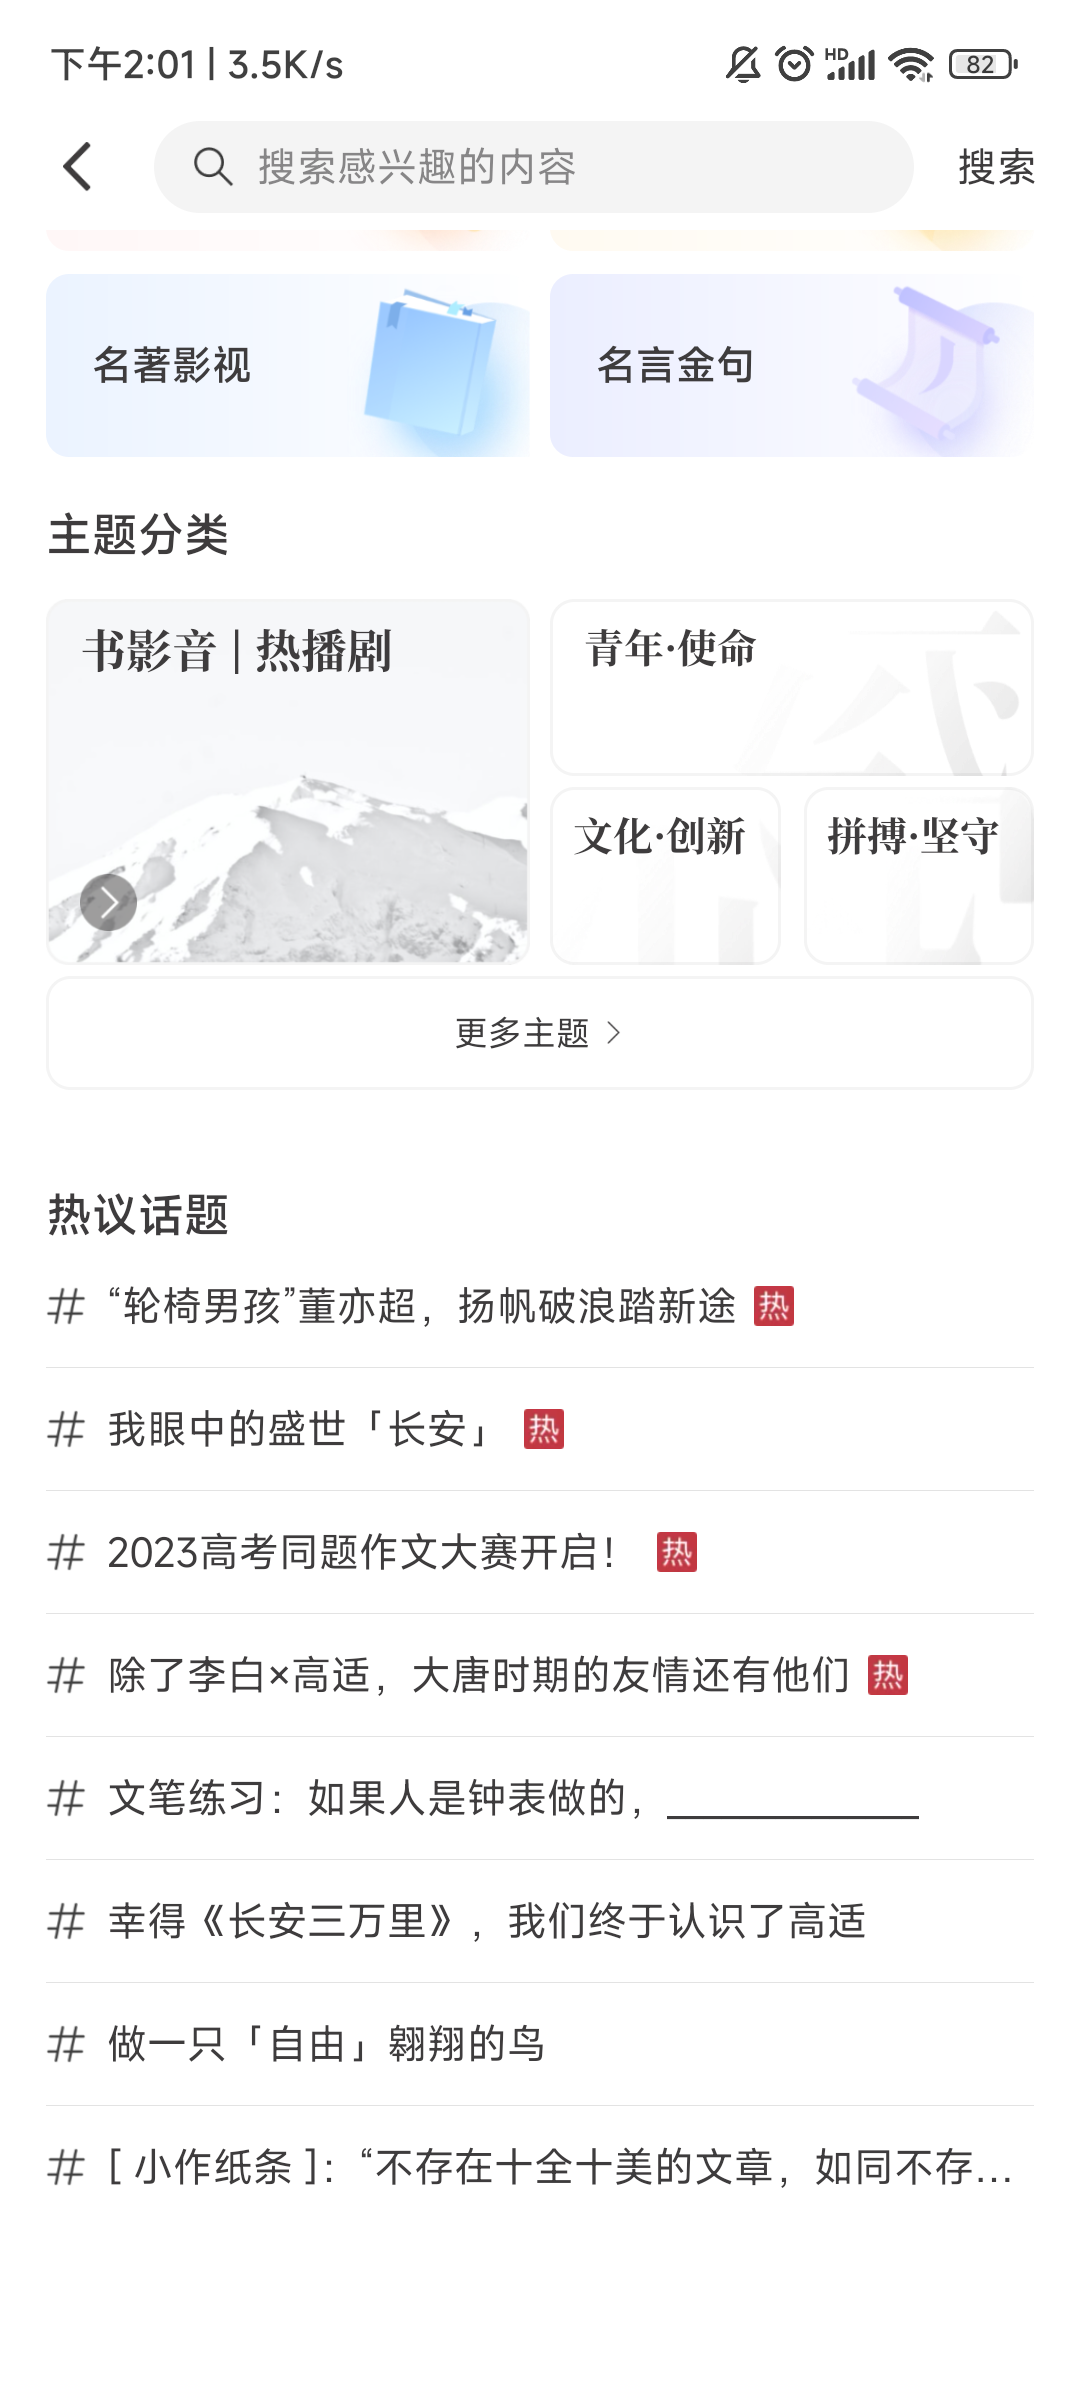 下午2:01 | 3.5K/s
HD
82
搜索感兴趣的内容
搜索
名著影视
名言金句
主题分类
书影音 | 热播剧
青年·使命
文化·创新
拼搏·坚守
更多主题 >
热议话题
# “轮椅男孩”董亦超，扬帆破浪踏新途 热
# 我眼中的盛世「长安」 热
# 2023高考同题作文大赛开启！ 热
# 除了李白×高适，大唐时期的友情还有他们 热
# 文笔练习：如果人是钟表做的，____________
# 幸得《长安三万里》，我们终于认识了高适
# 做一只「自由」翱翔的鸟
# [ 小作纸条 ]：“不存在十全十美的文章，如同不存...